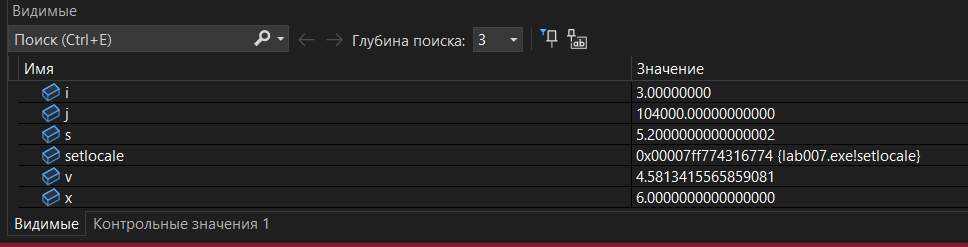 Видимые
Поиск (Ctrl+E) Глубина поиска: 3
Имя Значение
i 3.00000000
j 104000.00000000000
s 5.2000000000000002
setlocale 0x00007ff774316774 {lab007.exe!setlocale}
v 4.5813415565859081
x 6.0000000000000000
Видимые Контрольные значения 1